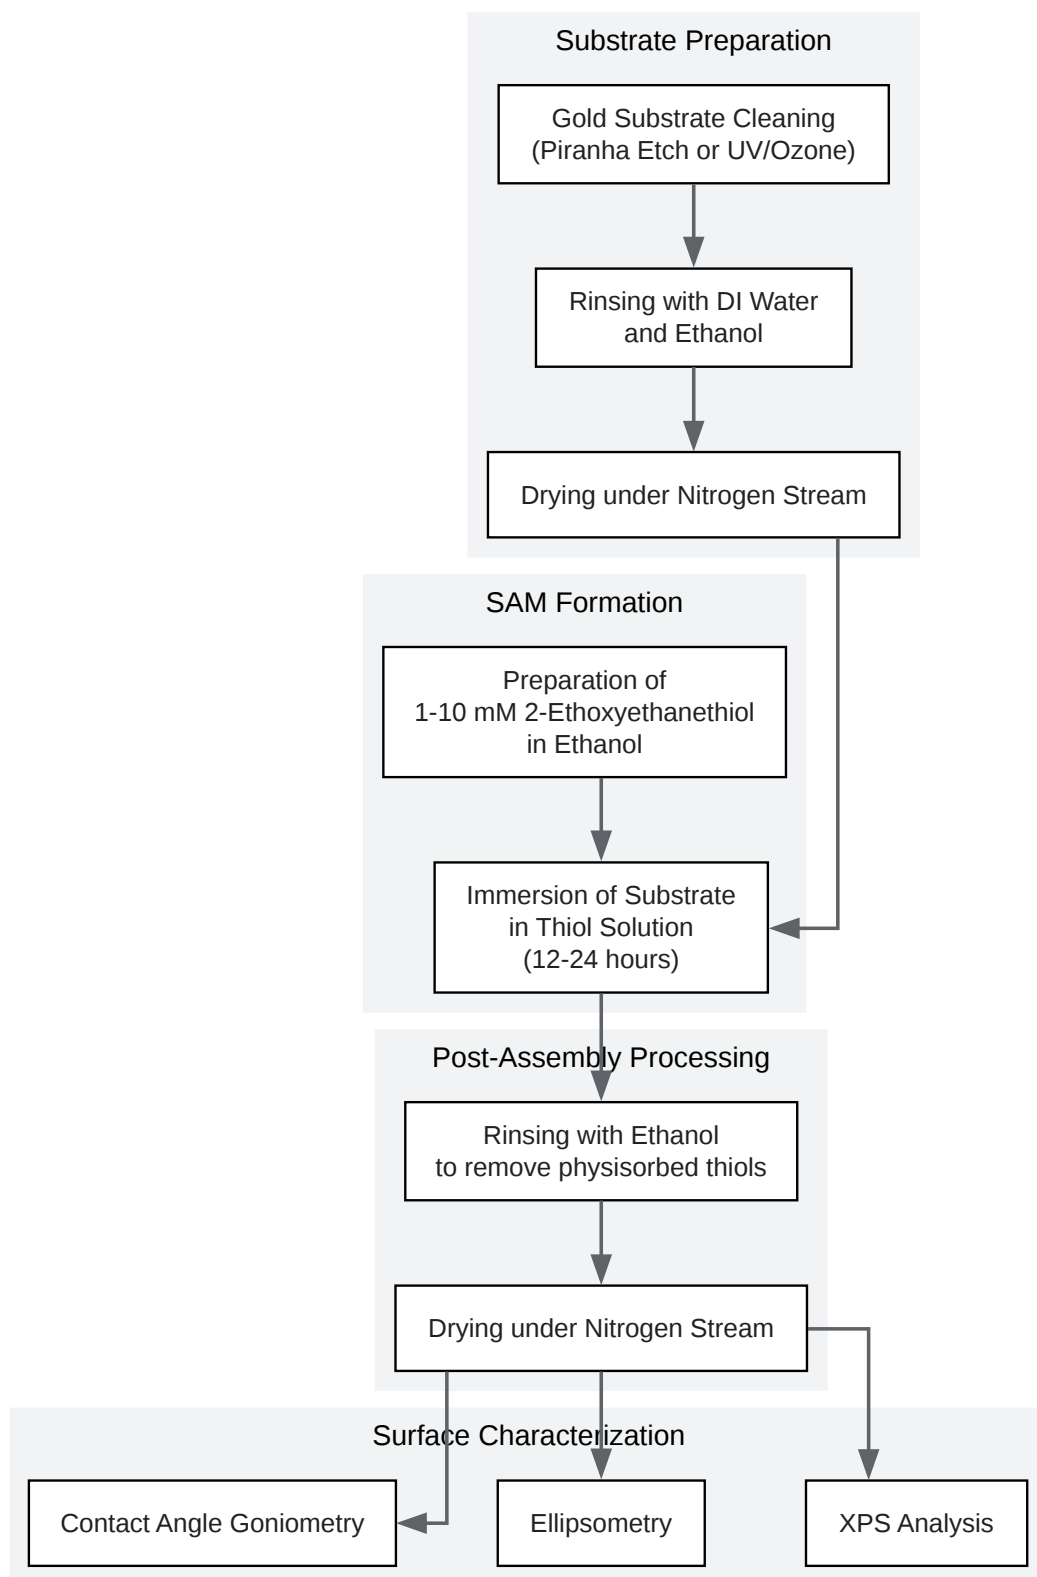 Substrate Preparation
Gold Substrate Cleaning
(Piranha Etch or UV/Ozone)
Rinsing with DI Water
and Ethanol
Drying under Nitrogen Stream
SAM Formation
Preparation of
1-10 mM 2-Ethoxyethanethiol
in Ethanol
Immersion of Substrate
in Thiol Solution
(12-24 hours)
Post-Assembly Processing
Rinsing with Ethanol
to remove physisorbed thiols
Drying under Nitrogen Stream
Surface Characterization
Contact Angle Goniometry
Ellipsometry
XPS Analysis